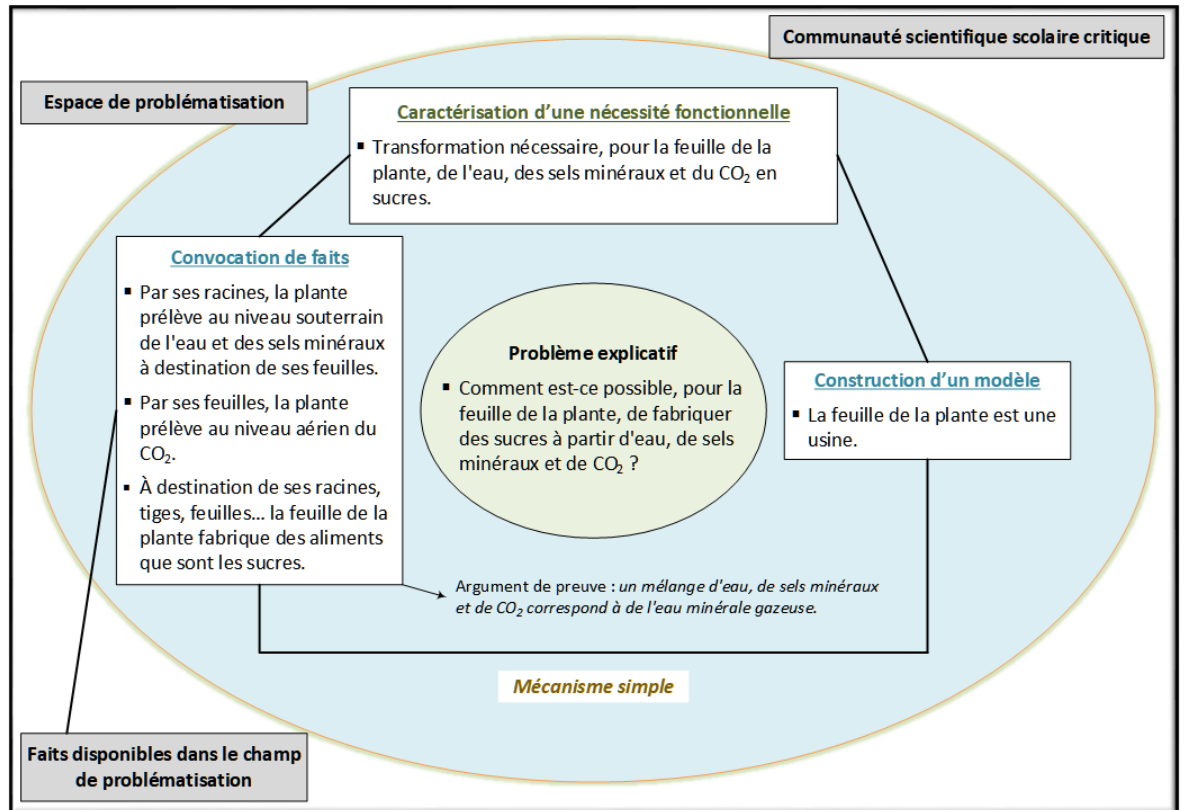 Communauté scientifique scolaire critique
Espace de problématisation
Caractérisation d’une nécessité fonctionnelle
▪ Transformation nécessaire, pour la feuille de la
plante, de l'eau, des sels minéraux et du CO₂ en
sucres.
Convocation de faits
▪ Par ses racines, la plante
prélève au niveau souterrain
de l'eau et des sels minéraux
à destination de ses feuilles.
▪ Par ses feuilles, la plante
prélève au niveau aérien du
CO₂.
▪ À destination de ses racines,
tiges, feuilles... la feuille de la
plante fabrique des aliments
que sont les sucres.
Problème explicatif
▪ Comment est-ce possible, pour la
feuille de la plante, de fabriquer
des sucres à partir d'eau, de sels
minéraux et de CO₂ ?
Construction d’un modèle
▪ La feuille de la plante est une
usine.
Argument de preuve : un mélange d'eau, de sels minéraux
et de CO₂ correspond à de l'eau minérale gazeuse.
Mécanisme simple
Faits disponibles dans le champ
de problématisation